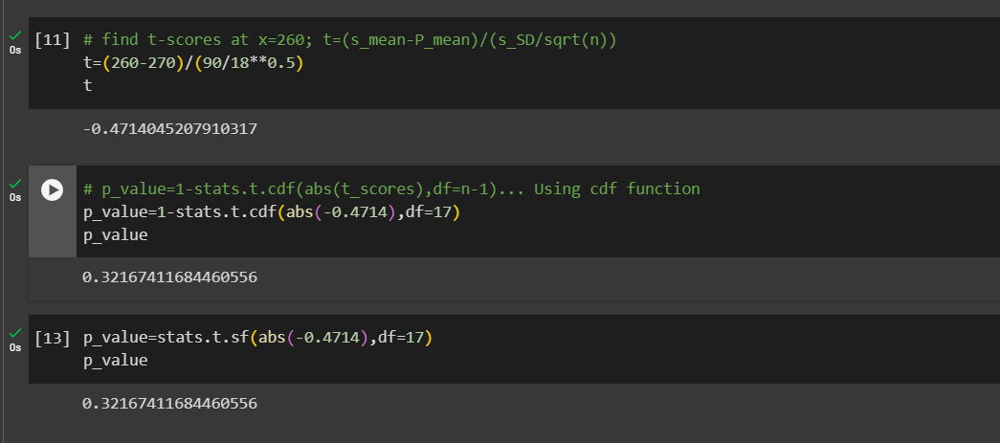 [11] # find t-scores at x=260; t=(s_mean-P_mean)/(s_SD/sqrt(n))
0s
t=(260-270)/(90/18**0.5)
t
-0.4714045207910317
# p_value=1-stats.t.cdf(abs(t_scores),df=n-1)... Using cdf function
0s
p_value=1-stats.t.cdf(abs(-0.4714),df=17)
p_value
0.32167411684460556
[13] p_value=stats.t.sf(abs(-0.4714),df=17)
0s
p_value
0.32167411684460556